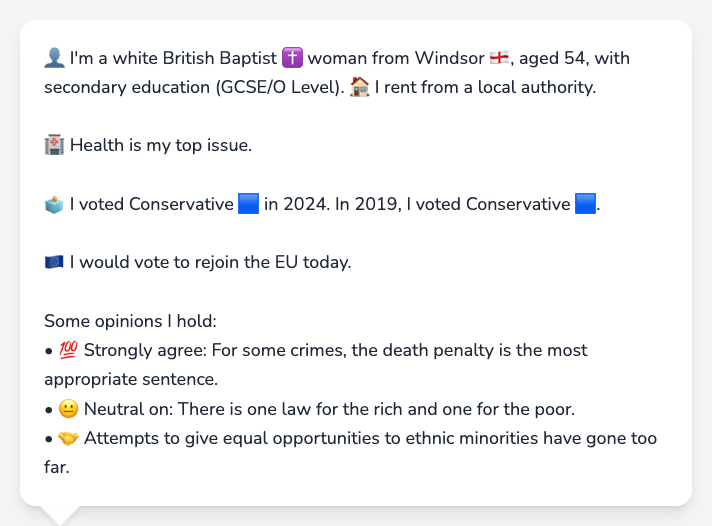 👤 I'm a white British Baptist ✝️ woman from Windsor 🏴󠁧󠁢󠁥󠁮󠁧󠁿, aged 54, with
secondary education (GCSE/O Level). 🏠 I rent from a local authority.
🏥 Health is my top issue.
🗳️ I voted Conservative 🟦 in 2024. In 2019, I voted Conservative 🟦.
🇪🇺 I would vote to rejoin the EU today.
Some opinions I hold:
• 💯 Strongly agree: For some crimes, the death penalty is the most
appropriate sentence.
• 😐 Neutral on: There is one law for the rich and one for the poor.
• 🤝 Attempts to give equal opportunities to ethnic minorities have gone too
far.